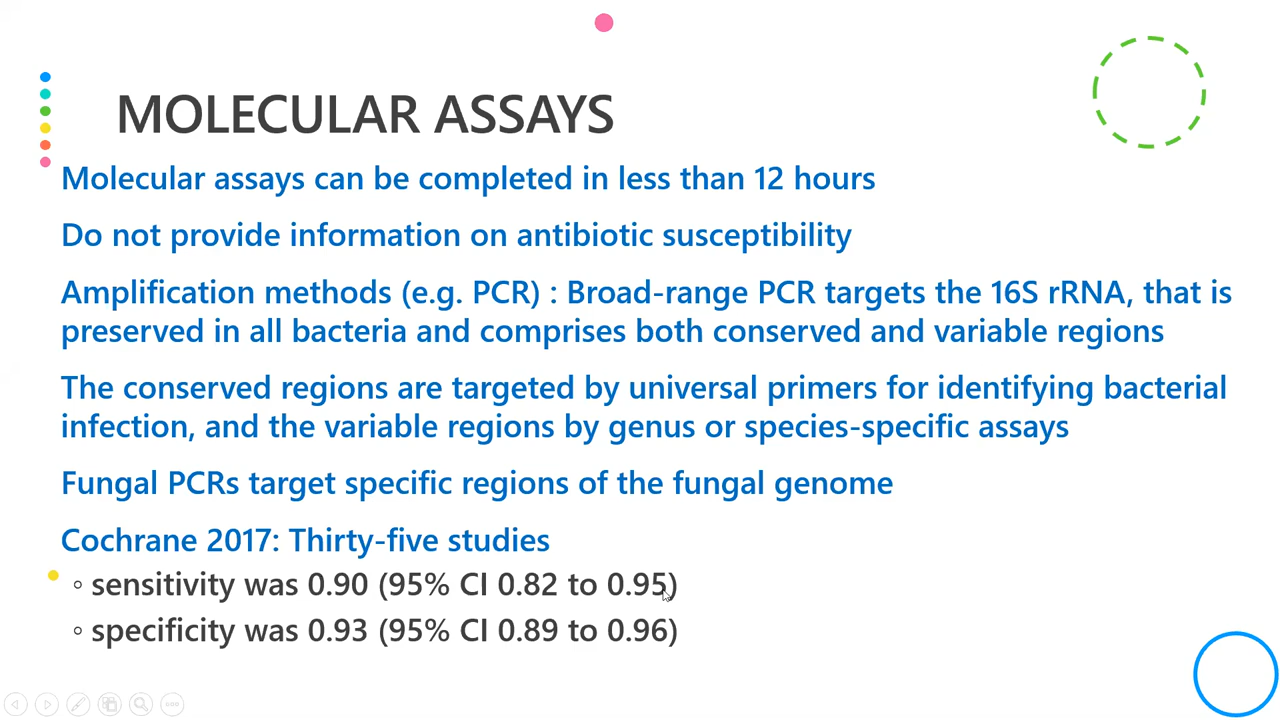 MOLECULAR ASSAYS
Molecular assays can be completed in less than 12 hours
Do not provide information on antibiotic susceptibility
Amplification methods (e.g. PCR) : Broad-range PCR targets the 16S rRNA, that is
preserved in all bacteria and comprises both conserved and variable regions
The conserved regions are targeted by universal primers for identifying bacterial
infection, and the variable regions by genus or species-specific assays
Fungal PCRs target specific regions of the fungal genome
Cochrane 2017: Thirty-five studies
◦ sensitivity was 0.90 (95% CI 0.82 to 0.95)
◦ specificity was 0.93 (95% CI 0.89 to 0.96)